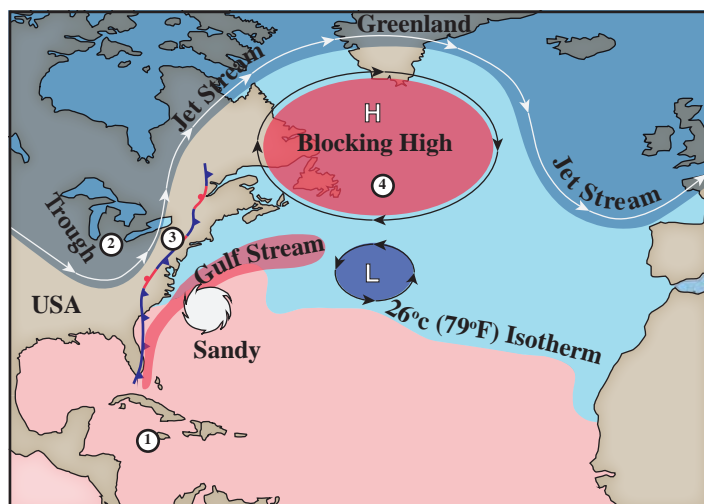 Greenland
Jet Stream
H
Blocking High
4
Jet Stream
Trough
2
3
Gulf Stream
L
USA
26°c (79°F) Isotherm
Sandy
1